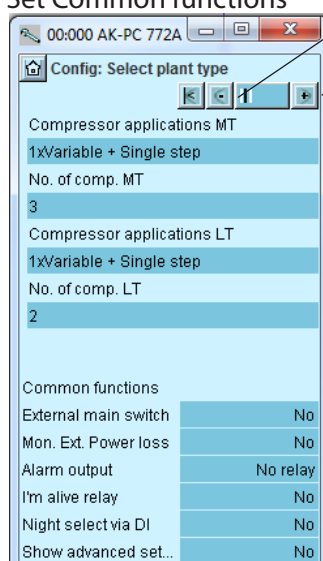 Set Common functions
00:000 AK-PC 772A
Config: Select plant type
Compressor applications MT
1xVariable + Single step
No. of comp. MT
3
Compressor applications LT
1xVariable + Single step
No. of comp. LT
2
Common functions
External main switch No
Mon. Ext. Power loss No
Alarm output No relay
I'm alive relay No
Night select via DI No
Show advanced set... No